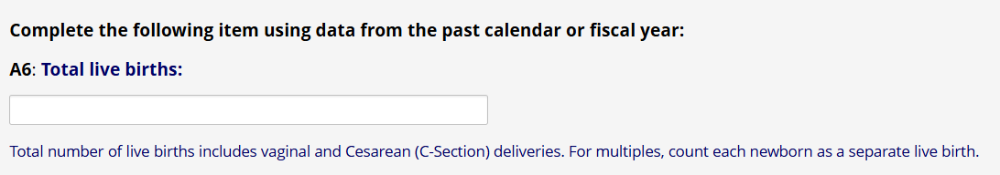 Complete the following item using data from the past calendar or fiscal year:
A6: Total live births:
Total number of live births includes vaginal and Cesarean (C-Section) deliveries. For multiples, count each newborn as a separate live birth.